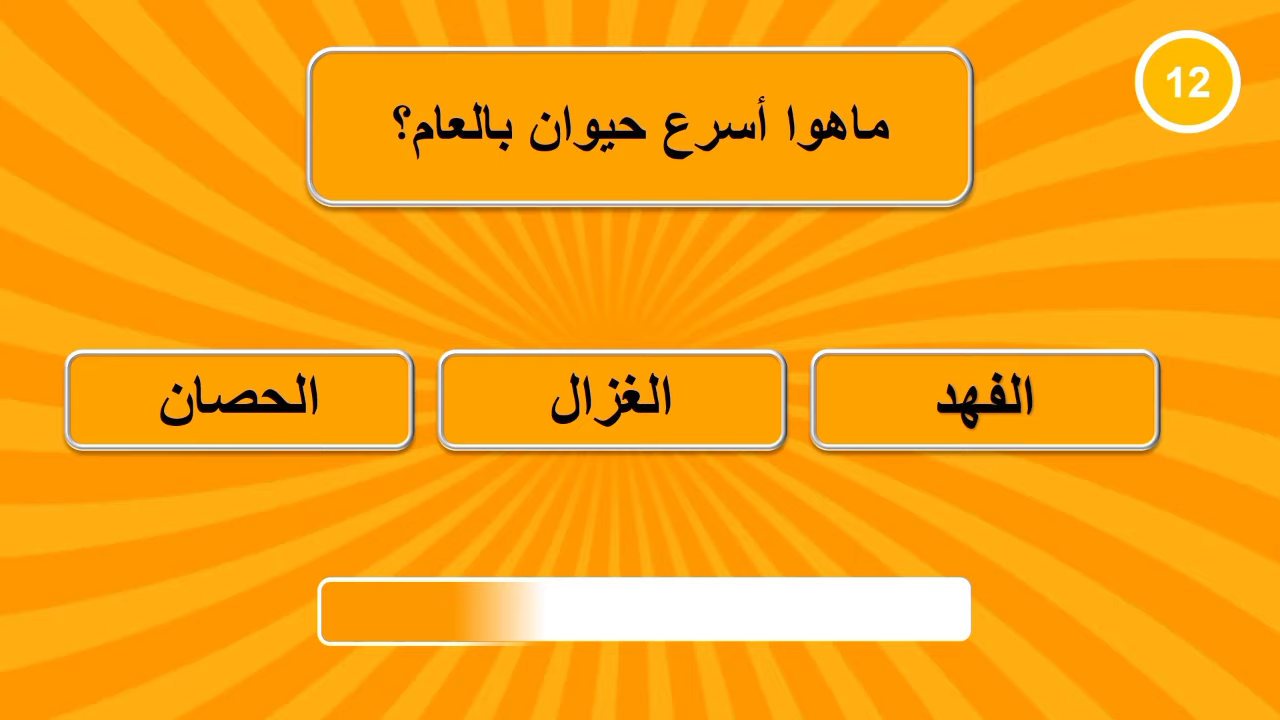 12
ماهوا أسرع حيوان بالعام؟
الفهد
الغزال
الحصان